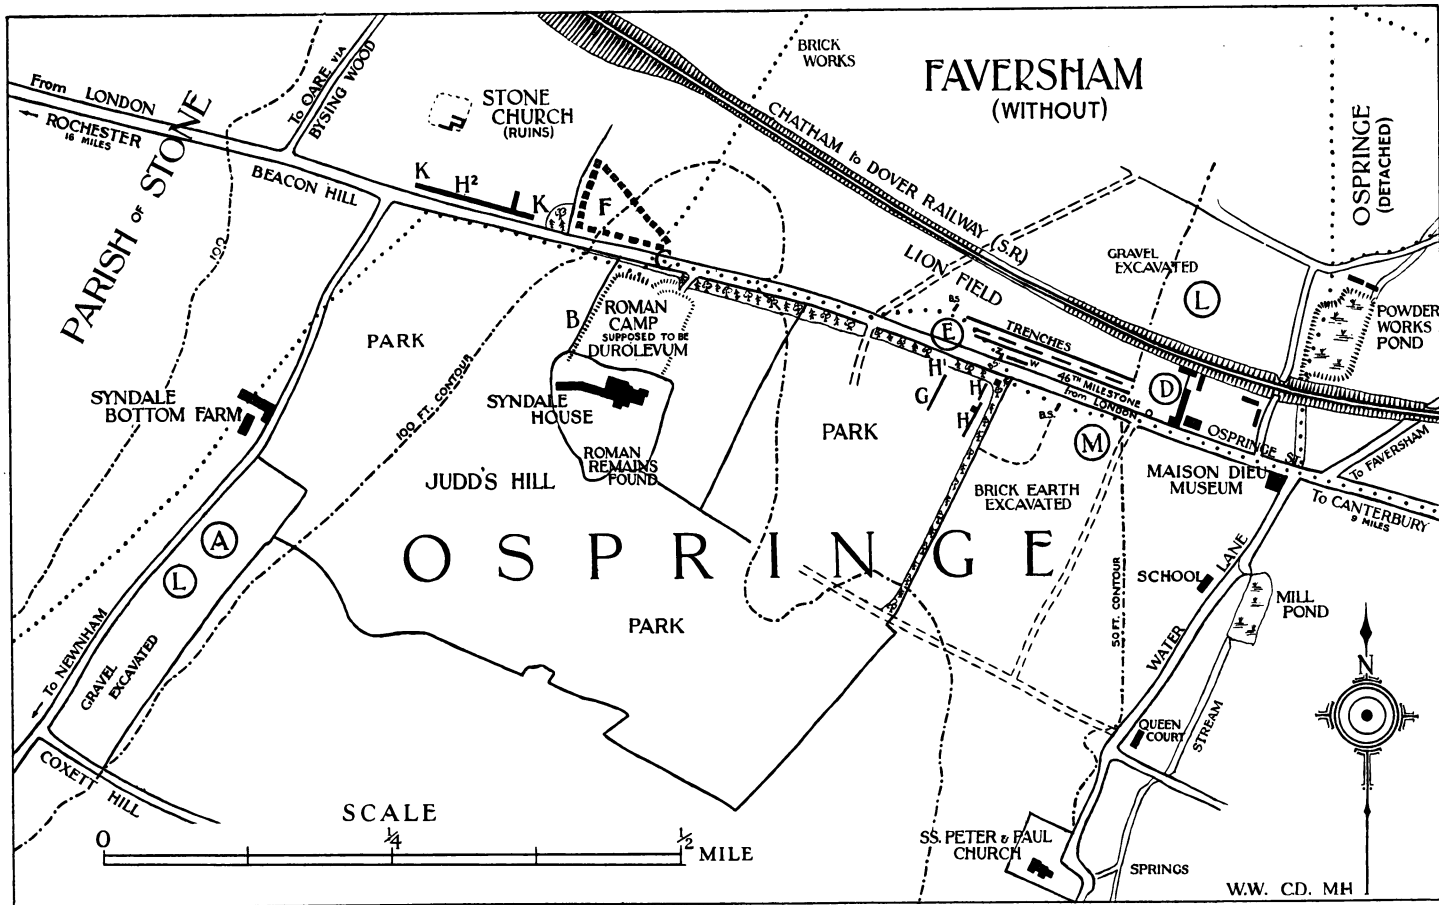 From LONDON
ROCHESTER
16 MILES
PARISH OF STONE
To OARE VIA
BYSING WOOD
BEACON HILL
STONE
CHURCH
(RUINS)
K
H²
K
F
C
BRICK
WORKS
FAVERSHAM
(WITHOUT)
CHATHAM to DOVER RAILWAY (S.R)
OSPRINGE
(DETACHED)
GRAVEL
EXCAVATED
L
POWDER
WORKS
POND
LION FIELD
B.S.
E
TRENCHES
W
46TH MILESTONE
from LONDON
D
OSPRINGE ST.
H¹
G
H
H
B.S.
M
100
PARK
B
ROMAN
CAMP
SUPPOSED TO BE
DUROLEVUM
SYNDALE
HOUSE
ROMAN
REMAINS
FOUND
100 FT. CONTOUR
SYNDALE
BOTTOM FARM
JUDD'S HILL
PARK
BRICK EARTH
EXCAVATED
MAISON DIEU
MUSEUM
To FAVERSHAM
To CANTERBURY
9 MILES
OSPRINGE
A
L
GRAVEL
EXCAVATED
To NEWNHAM
COXETT HILL
PARK
50 FT. CONTOUR
SCHOOL
WATER LANE
MILL
POND
STREAM
QUEEN
COURT
N
SCALE
0
1/4
1/2
MILE
SS. PETER & PAUL
CHURCH
SPRINGS
W.W. C.D. MH